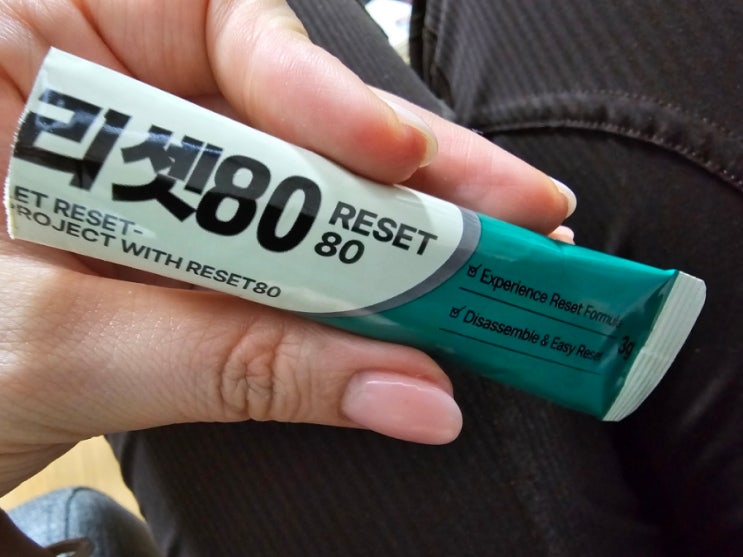 리셋80
RESET
80
ET RESET-
ROJECT WITH RESET80
Experience Reset Formula
Disassemble & Easy Reset
3g